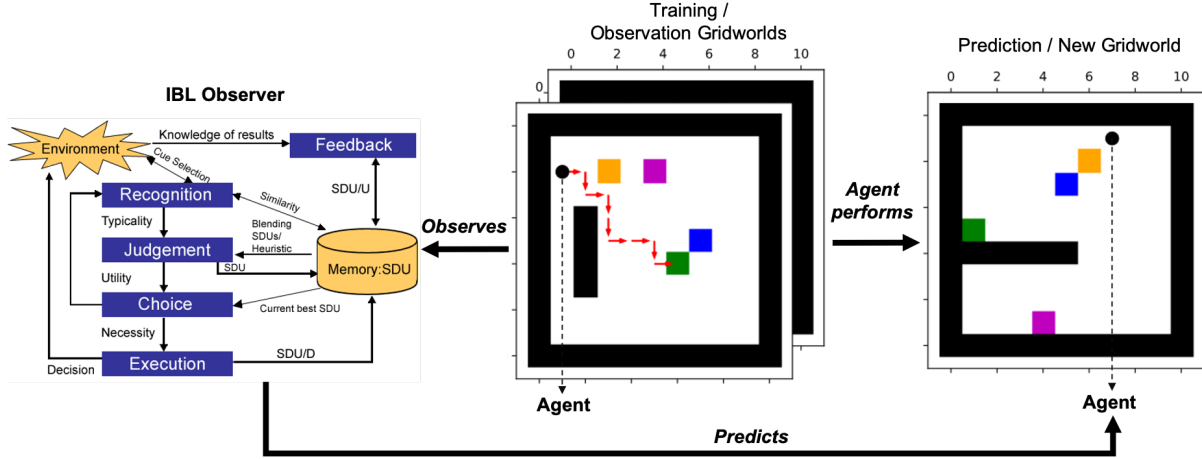 Training /
Observation Gridworlds
0 2 4 6 8 10
0
Prediction / New Gridworld
0 2 4 6 8 10
IBL Observer
Environment
Knowledge of results
Feedback
Cue Selection
SDU/U
Recognition
Similarity
Typicality
Blending
SDUs/
Heuristic
Judgement
SDU
Memory:SDU
Utility
Choice
Current best SDU
Necessity
Execution
SDU/D
Decision
Observes
Agent
performs
Agent
Agent
Predicts